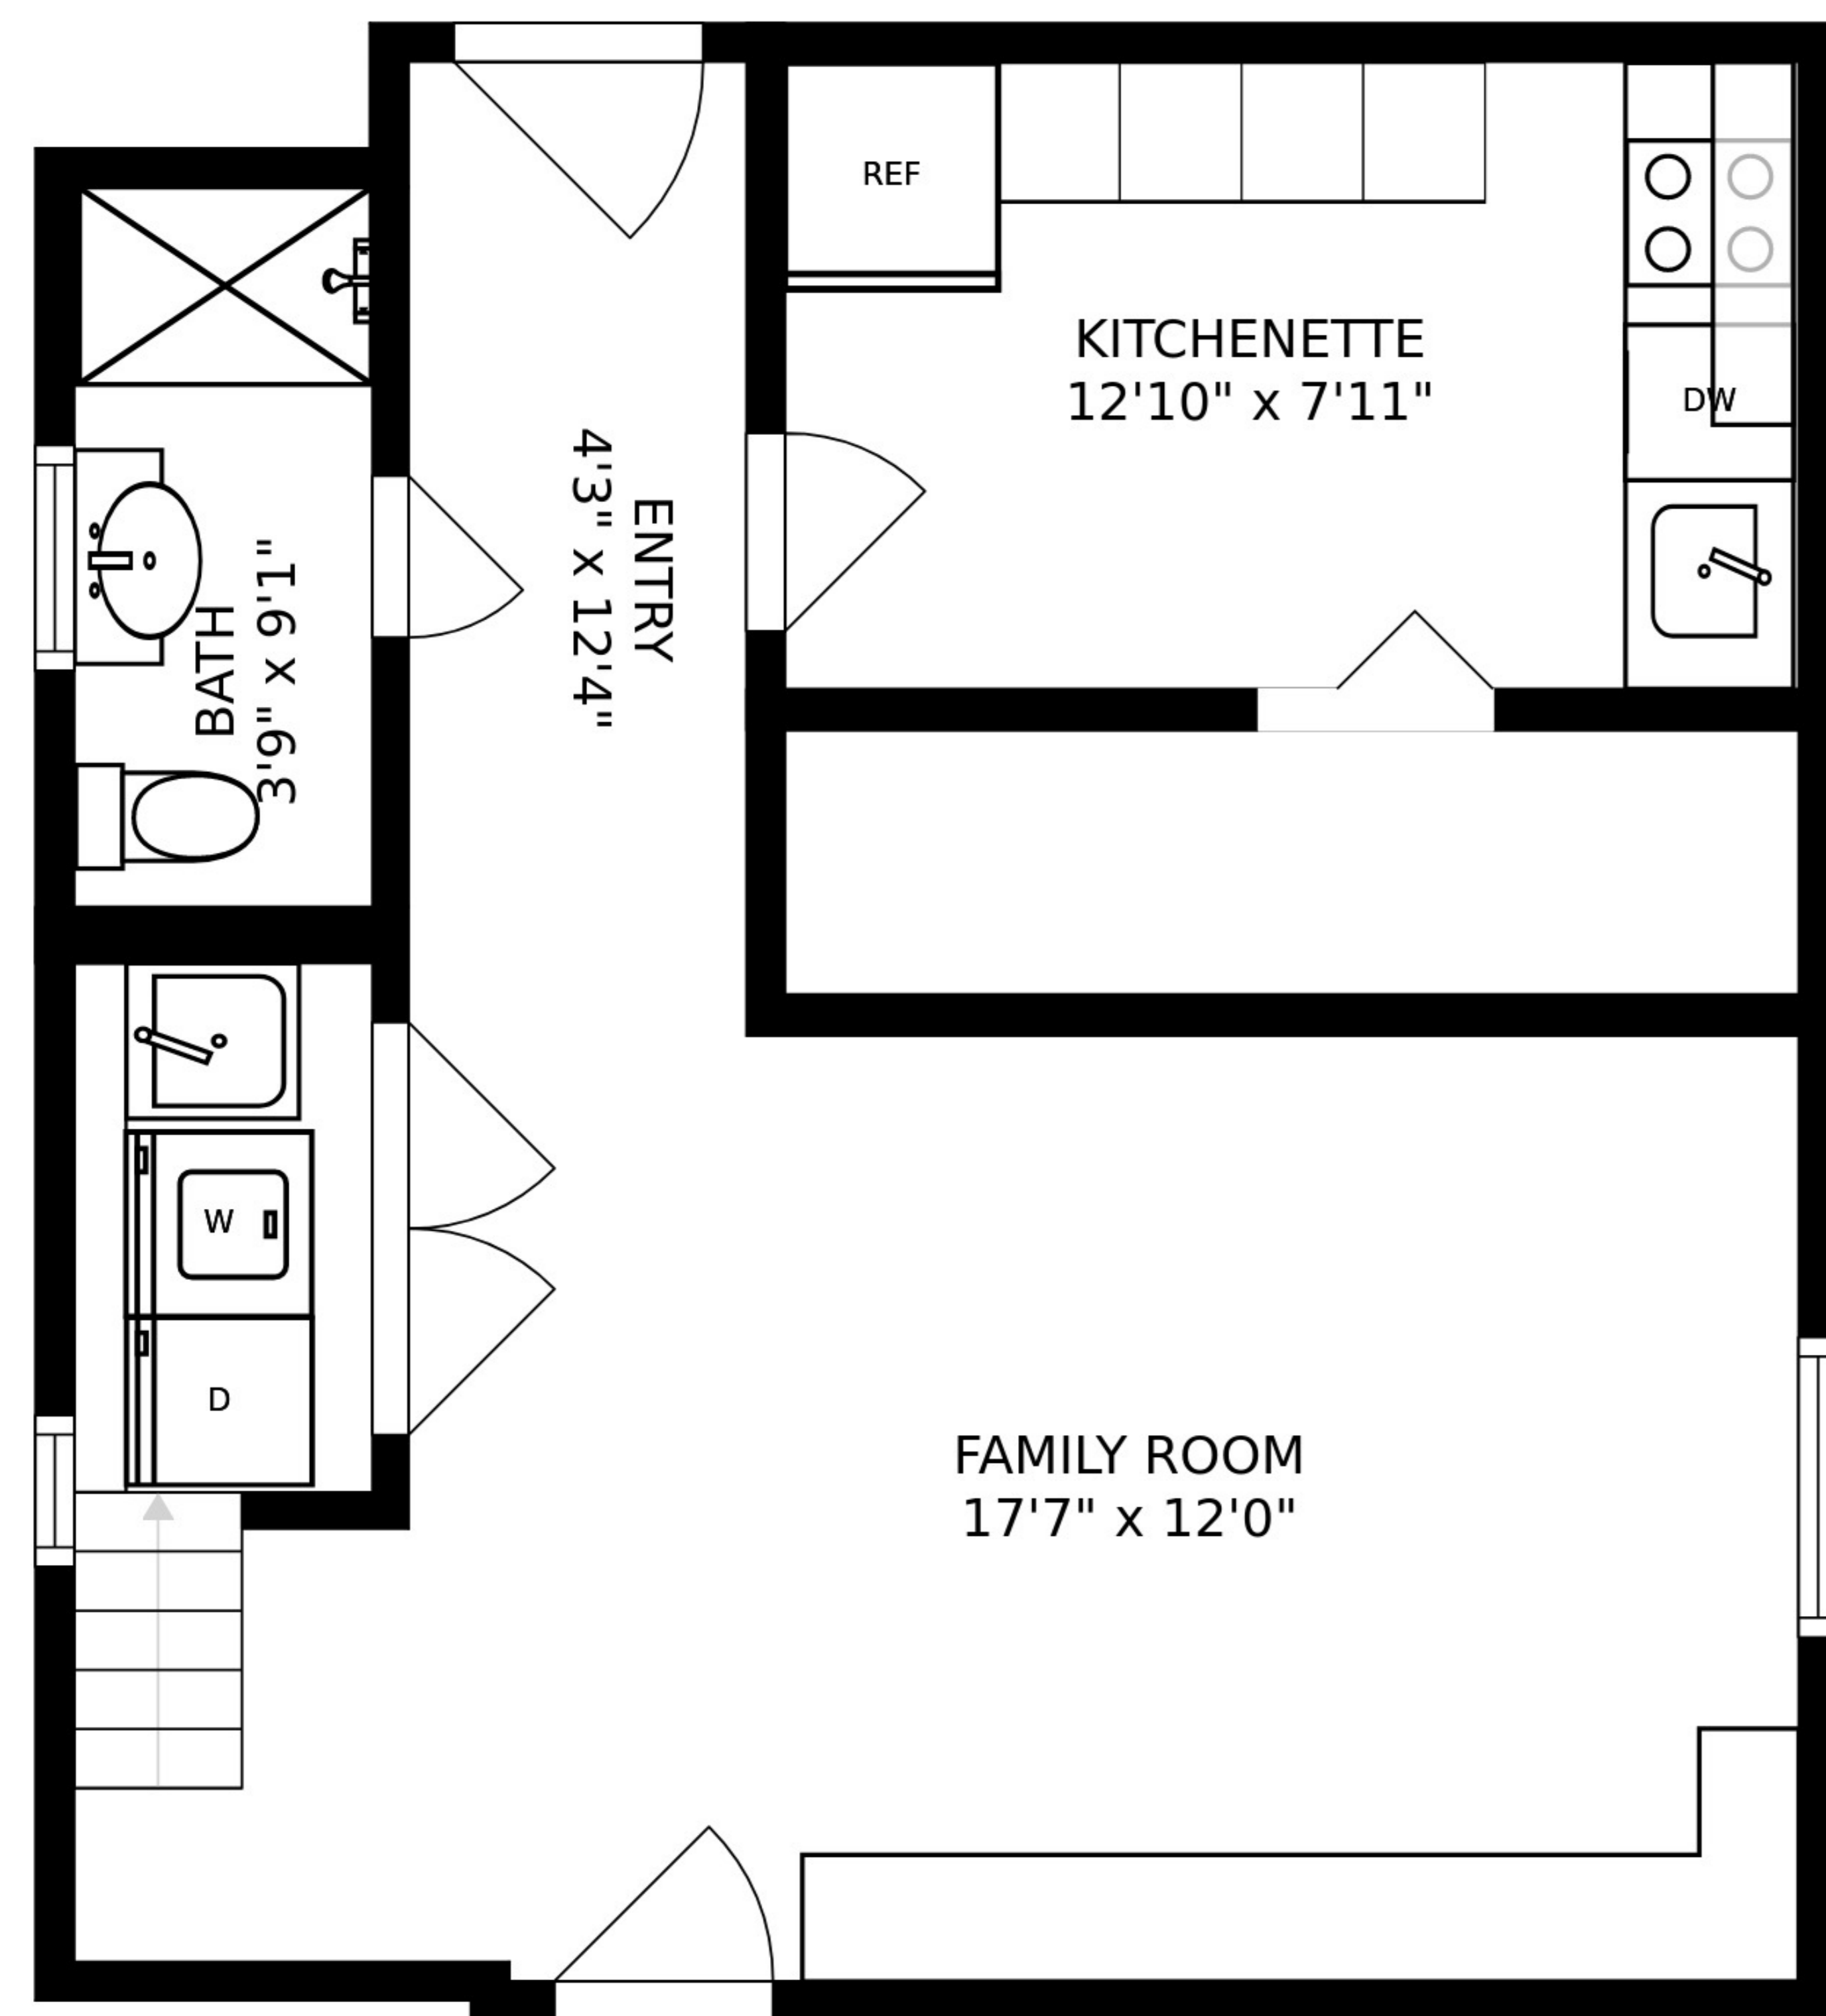 REF
KITCHENETTE
12'10" x 7'11"
DW
ENTRY
4'3" x 12'4"
BATH
3'9" x 9'1"
W
D
FAMILY ROOM
17'7" x 12'0"